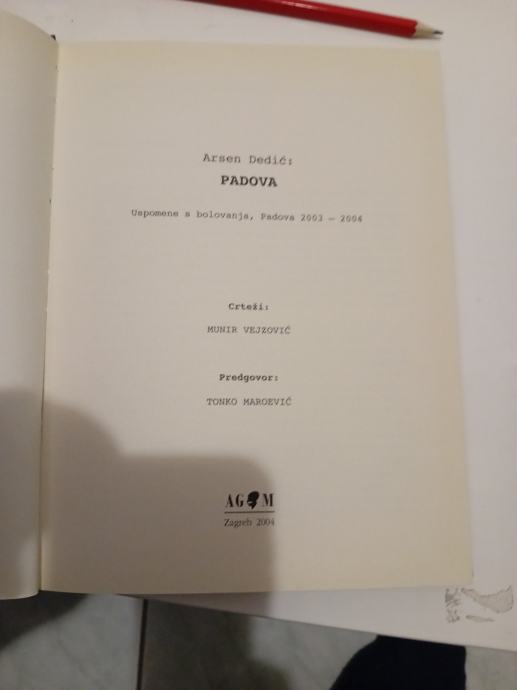 Arsen Dedić:
PADOVA
Uspomene s bolovanja, Padova 2003 — 2004
Crteži:
MUNIR VEJZOVIĆ
Predgovor:
TONKO MAROEVIĆ
AGM
Zagreb 2004